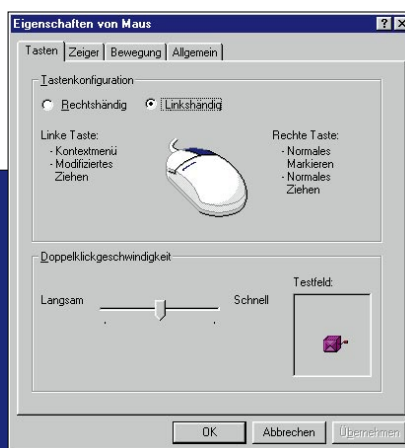 Eigenschaften von Maus
Tasten Zeiger Bewegung Allgemein
Tastenkonfiguration
Rechtshändig Linkshändig
Linke Taste:
- Kontextmenü
- Modifiziertes
Ziehen
Rechte Taste:
- Normales
Markieren
- Normales
Ziehen
Doppelklickgeschwindigkeit
Langsam Schnell
Testfeld:
OK Abbrechen Übernehmen